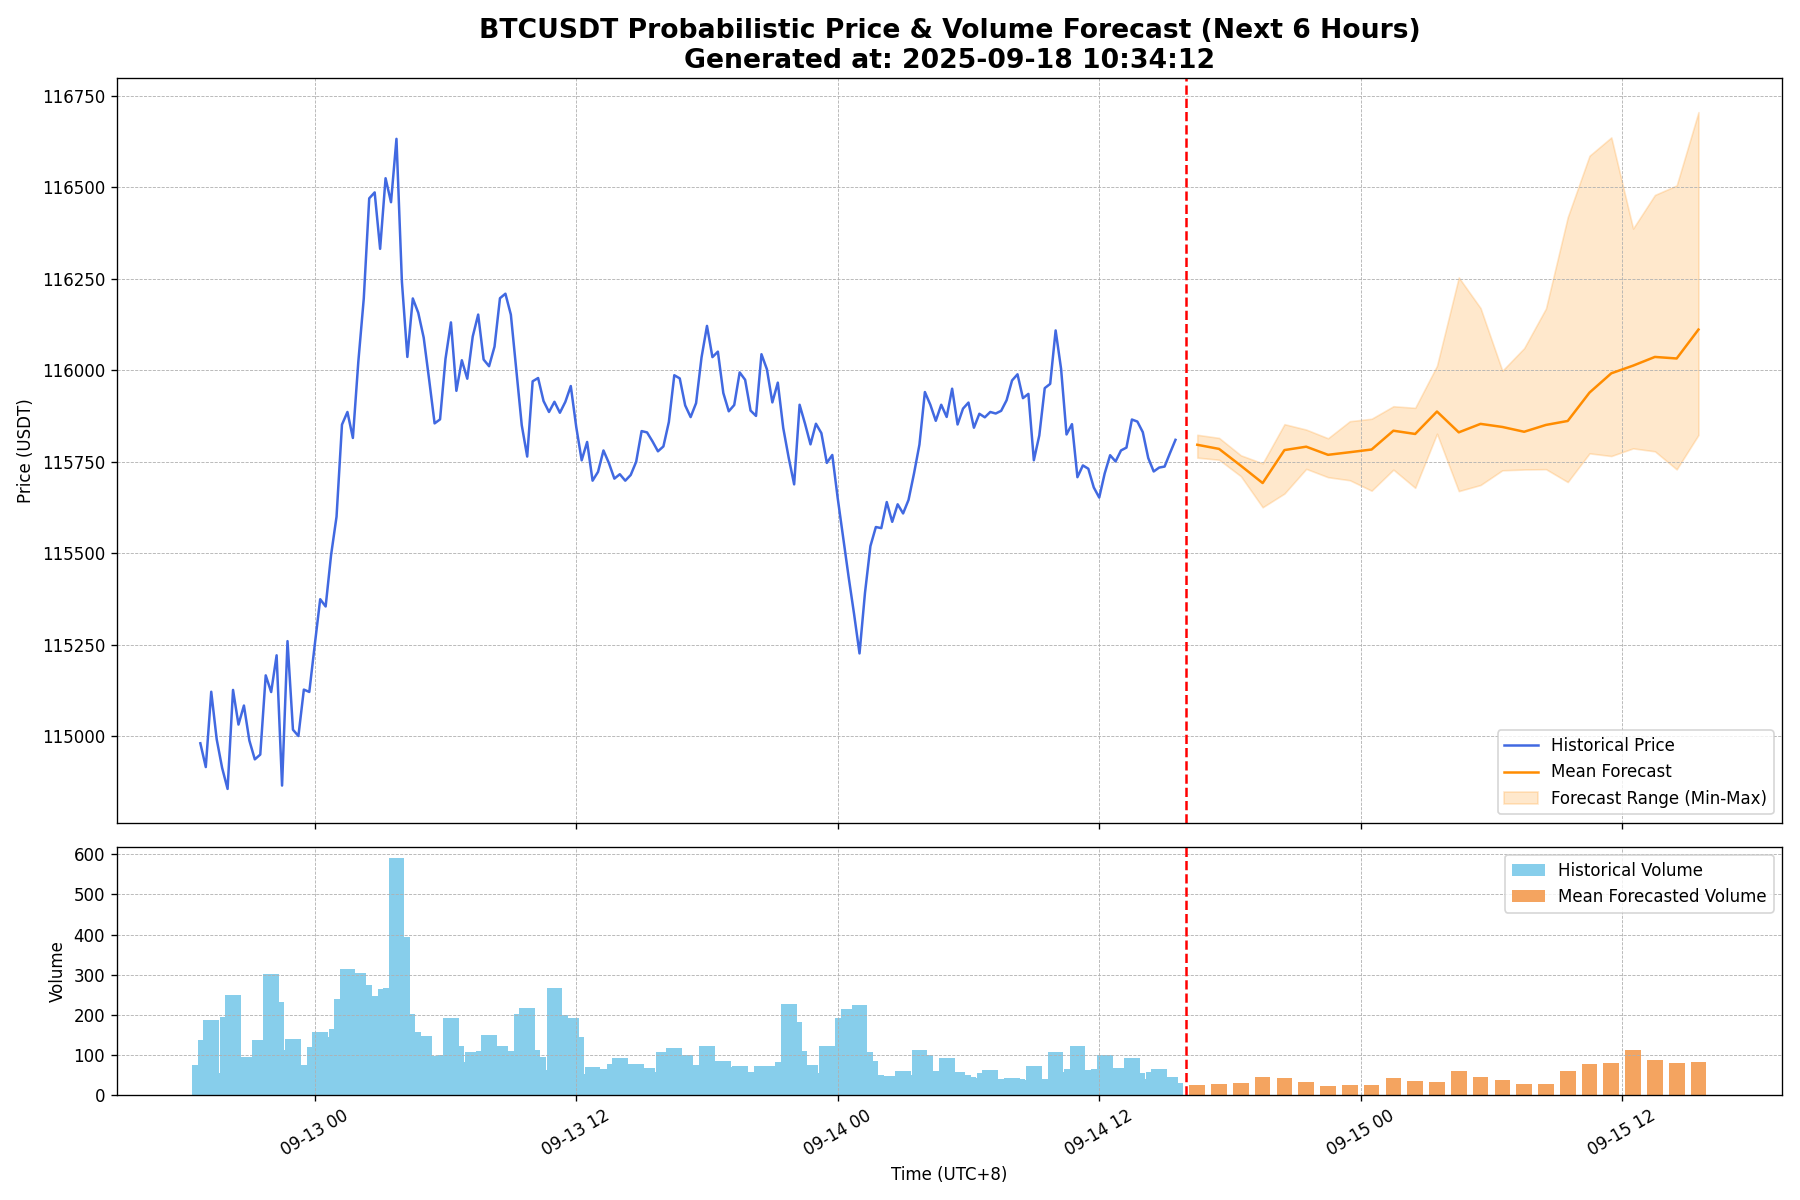 BTCUSDT Probabilistic Price & Volume Forecast (Next 6 Hours)
Generated at: 2025-09-18 10:34:12
116750
116500
116250
116000
115750
115500
115250
115000
Price (USDT)
Historical Price
Mean Forecast
Forecast Range (Min-Max)
600
500
400
300
200
100
0
Volume
Historical Volume
Mean Forecasted Volume
09-13 00
09-13 12
09-14 00
09-14 12
09-15 00
09-15 12
Time (UTC+8)